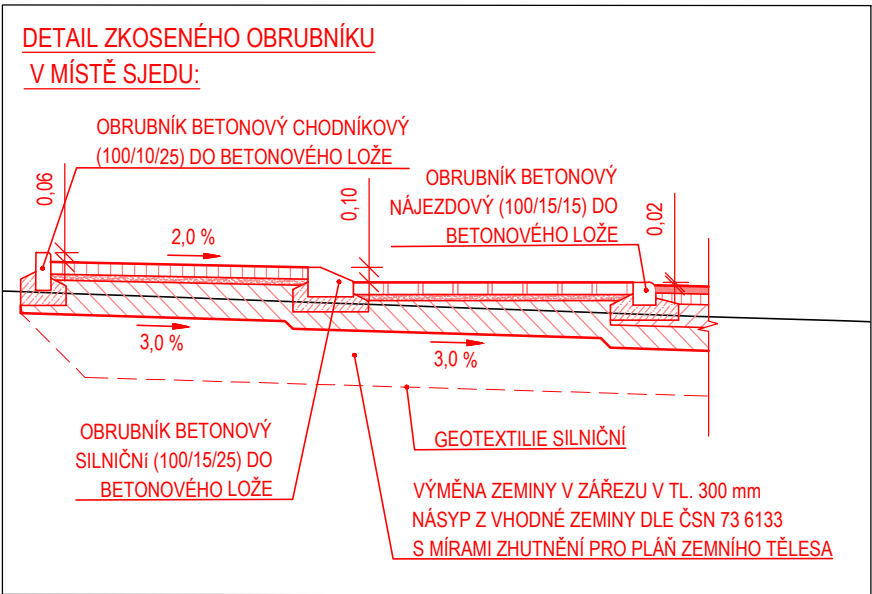 DETAIL ZKOSENÉHO OBRUBNÍKU
V MÍSTĚ SJEDU:
OBRUBNÍK BETONOVÝ CHODNÍKOVÝ
(100/10/25) DO BETONOVÉHO LOŽE
OBRUBNÍK BETONOVÝ
NÁJEZDOVÝ (100/15/15) DO
BETONOVÉHO LOŽE
0,06
0,10
0,02
2,0 %
3,0 %
3,0 %
OBRUBNÍK BETONOVÝ
SILNIČNí (100/15/25) DO
BETONOVÉHO LOŽE
GEOTEXTILIE SILNIČNÍ
VÝMĚNA ZEMINY V ZÁŘEZU V TL. 300 mm
NÁSYP Z VHODNÉ ZEMINY DLE ČSN 73 6133
S MÍRAMI ZHUTNĚNÍ PRO PLÁŇ ZEMNÍHO TĚLESA